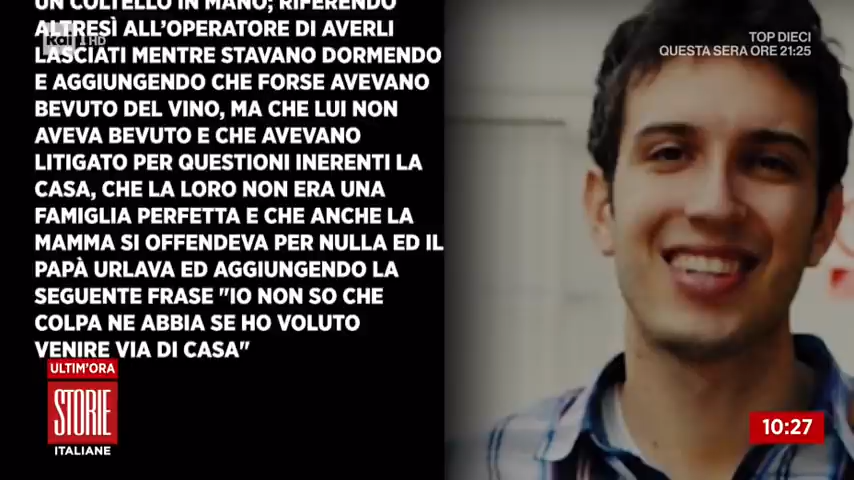 UN COLTELLO IN MANO; RIFERENDO
ALTRESÌ ALL'OPERATORE DI AVERLI
LASCIATI MENTRE STAVANO DORMENDO
E AGGIUNGENDO CHE FORSE AVEVANO
BEVUTO DEL VINO, MA CHE LUI NON
AVEVA BEVUTO E CHE AVEVANO
LITIGATO PER QUESTIONI INERENTI LA
CASA, CHE LA LORO NON ERA UNA
FAMIGLIA PERFETTA E CHE ANCHE LA
MAMMA SI OFFENDEVA PER NULLA ED IL
PAPÀ URLAVA ED AGGIUNGENDO LA
SEGUENTE FRASE "IO NON SO CHE
COLPA NE ABBIA SE HO VOLUTO
VENIRE VIA DI CASA"
Rai 1 HD
TOP DIECI
QUESTA SERA ORE 21:25
ULTIM'ORA
STORIE
ITALIANE
10:27